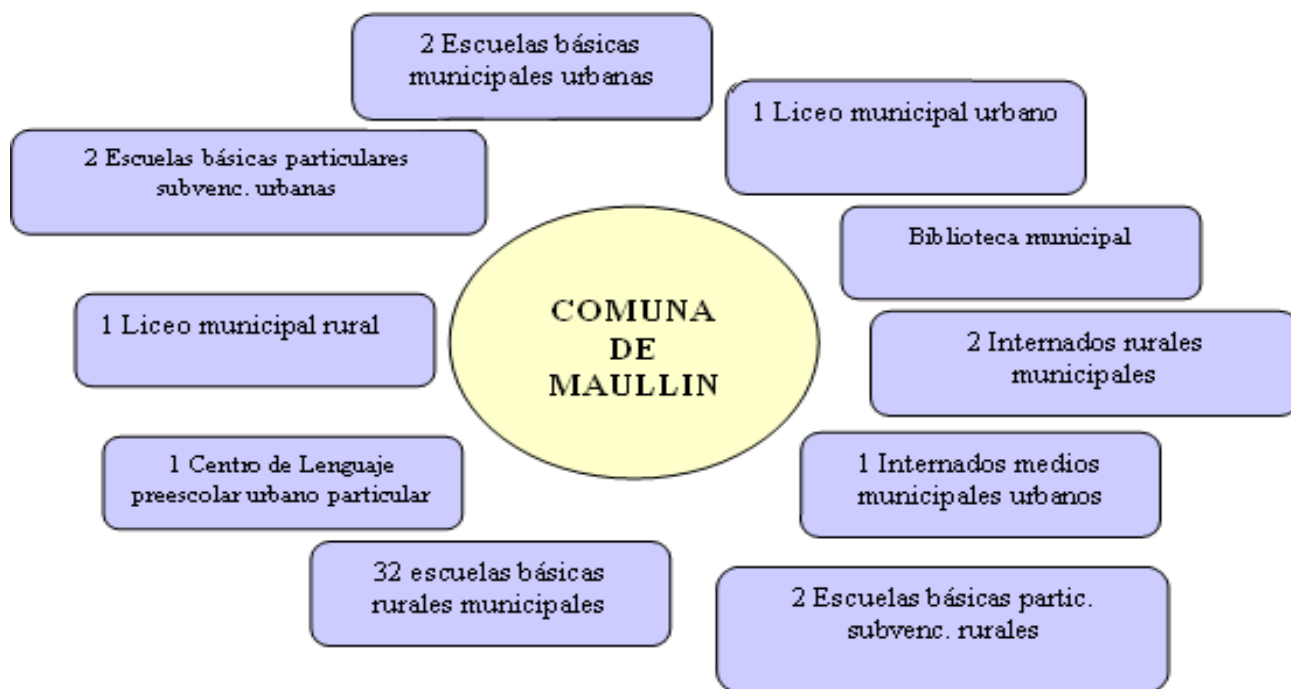 2 Escuelas básicas
municipales urbanas
1 Liceo municipal urbano
2 Escuelas básicas particulares
subvenc. urbanas
Biblioteca municipal
COMUNA
DE
MAULLIN
1 Liceo municipal rural
2 Internados rurales
municipales
1 Centro de Lenguaje
preescolar urbano particular
1 Internados medios
municipales urbanos
32 escuelas básicas
rurales municipales
2 Escuelas básicas partic.
subvenc. rurales